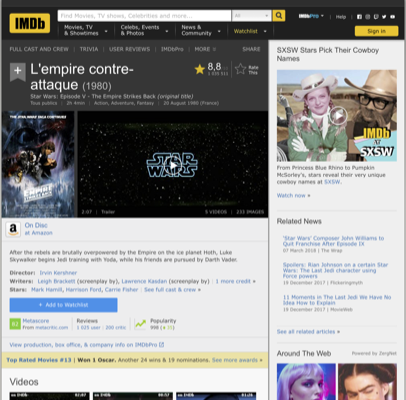 IMDb
Find Movies, TV shows, Celebrities and more...
All
IMDbPro
Help
Movies, TV
& Showtimes
Celebs, Events
& Photos
News &
Community
Watchlist
Sign in
FULL CAST AND CREW | TRIVIA | USER REVIEWS | IMDbPro | MORE
SHARE
L'empire contre-
attaque (1980)
8,8
Rate
This
Star Wars: Episode V - The Empire Strikes Back (original title)
Tous publics | 2h 4min | Action, Adventure, Fantasy | 20 August 1980 (France)
THE STAR WARS SAGA CONTINUES
STAR
WARS
2:07 | Trailer
5 VIDEOS | 233 IMAGES
On Disc
at Amazon
After the rebels are brutally overpowered by the Empire on the ice planet Hoth, Luke
Skywalker begins Jedi training with Yoda, while his friends are pursued by Darth Vader.
Director: Irvin Kershner
Writers: Leigh Brackett (screenplay by), Lawrence Kasdan (screenplay by) | 1 more credit »
Stars: Mark Hamill, Harrison Ford, Carrie Fisher | See full cast & crew »
+ Add to Watchlist
Metascore
From metacritic.com
Reviews
1 025 user | 200 critic
Popularity
View production, box office, & company info on IMDbPro
Top Rated Movies #13 | Won 1 Oscar. Another 24 wins & 19 nominations. See more awards »
Videos
SXSW Stars Pick Their Cowboy
Names
IMDb
AT
SXSW
From Princess Blue Rhino to Pumpkin
McSorley's, stars reveal their very unique
cowboy names at SXSW.
Watch now »
Related News
'Star Wars' Composer John Williams to
Quit Franchise After Episode IX
07 March 2018 | The Wrap
Spoilers: Rian Johnson on a certain Star
Wars: The Last Jedi character using
force powers
19 December 2017 | Flickeringmyth
11 Moments in The Last Jedi We Have No
Idea How to Explain
19 December 2017 | MovieWeb
See all related articles »
Around The Web
Powered by ZergNet